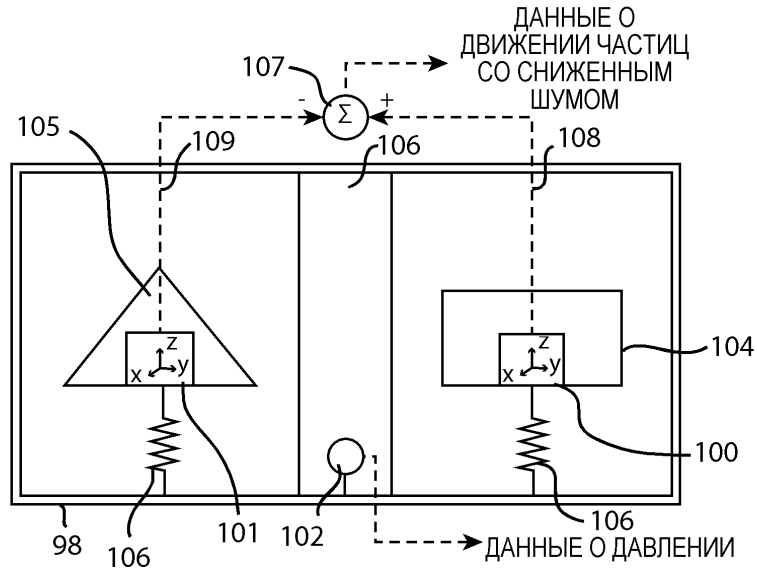 ДАННЫЕ О
ДВИЖЕНИИ ЧАСТИЦ
СО СНИЖЕННЫМ
ШУМОМ
107
- Σ +
105
109
106
108
z
x y
z
x y
104
100
98
106
101
102
106
ДАННЫЕ О ДАВЛЕНИИ